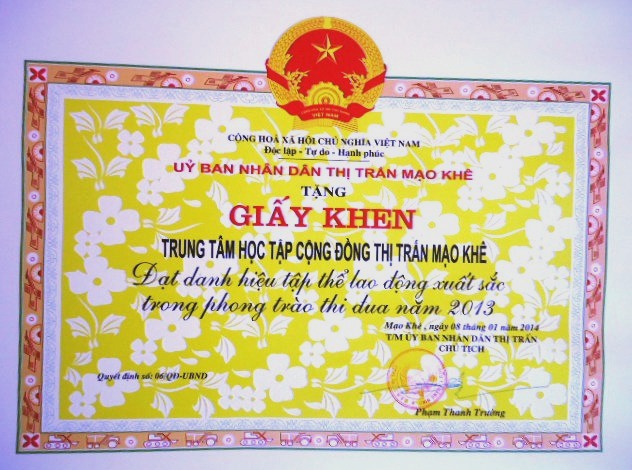 VIỆT NAM
CỘNG HOÀ XÃ HỘI CHỦ NGHĨA VIỆT NAM
Độc lập - Tự do - Hạnh phúc
UỶ BAN NHÂN DÂN THỊ TRẤN MẠO KHÊ
TẶNG
GIẤY KHEN
TRUNG TÂM HỌC TẬP CỘNG ĐỒNG THỊ TRẤN MẠO KHÊ
Đạt danh hiệu tập thể lao động xuất sắc
trong phong trào thi đua năm 2013
Mạo Khê, ngày 08 tháng 01 năm 2014
T/M ỦY BAN NHÂN DÂN THỊ TRẤN
CHỦ TỊCH
Quyết định số: 06/QĐ-UBND
Phạm Thanh Trường